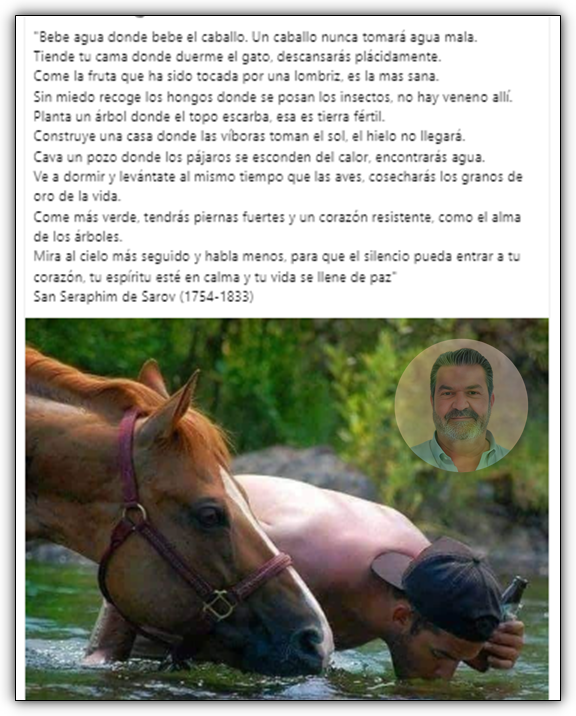 "Bebe agua donde bebe el caballo. Un caballo nunca tomará agua mala.
Tiende tu cama donde duerme el gato, descansarás plácidamente.
Come la fruta que ha sido tocada por una lombriz, es la mas sana.
Sin miedo recoge los hongos donde se posan los insectos, no hay veneno allí.
Planta un árbol donde el topo escarba, esa es tierra fértil.
Construye una casa donde las víboras toman el sol, el hielo no llegará.
Cava un pozo donde los pájaros se esconden del calor, encontrarás agua.
Ve a dormir y levántate al mismo tiempo que las aves, cosecharás los granos de
oro de la vida.
Come más verde, tendrás piernas fuertes y un corazón resistente, como el alma
de los árboles.
Mira al cielo más seguido y habla menos, para que el silencio pueda entrar a tu
corazón, tu espíritu esté en calma y tu vida se llene de paz"
San Seraphim de Sarov (1754-1833)